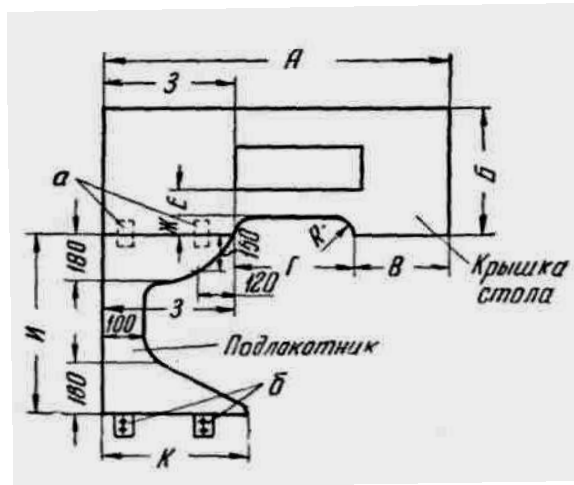 А
З
а
Е
Ж
Б
R.
180
150
Г
В
Крышка
стола
120
З
И
100
Подлокотник
180
б
К